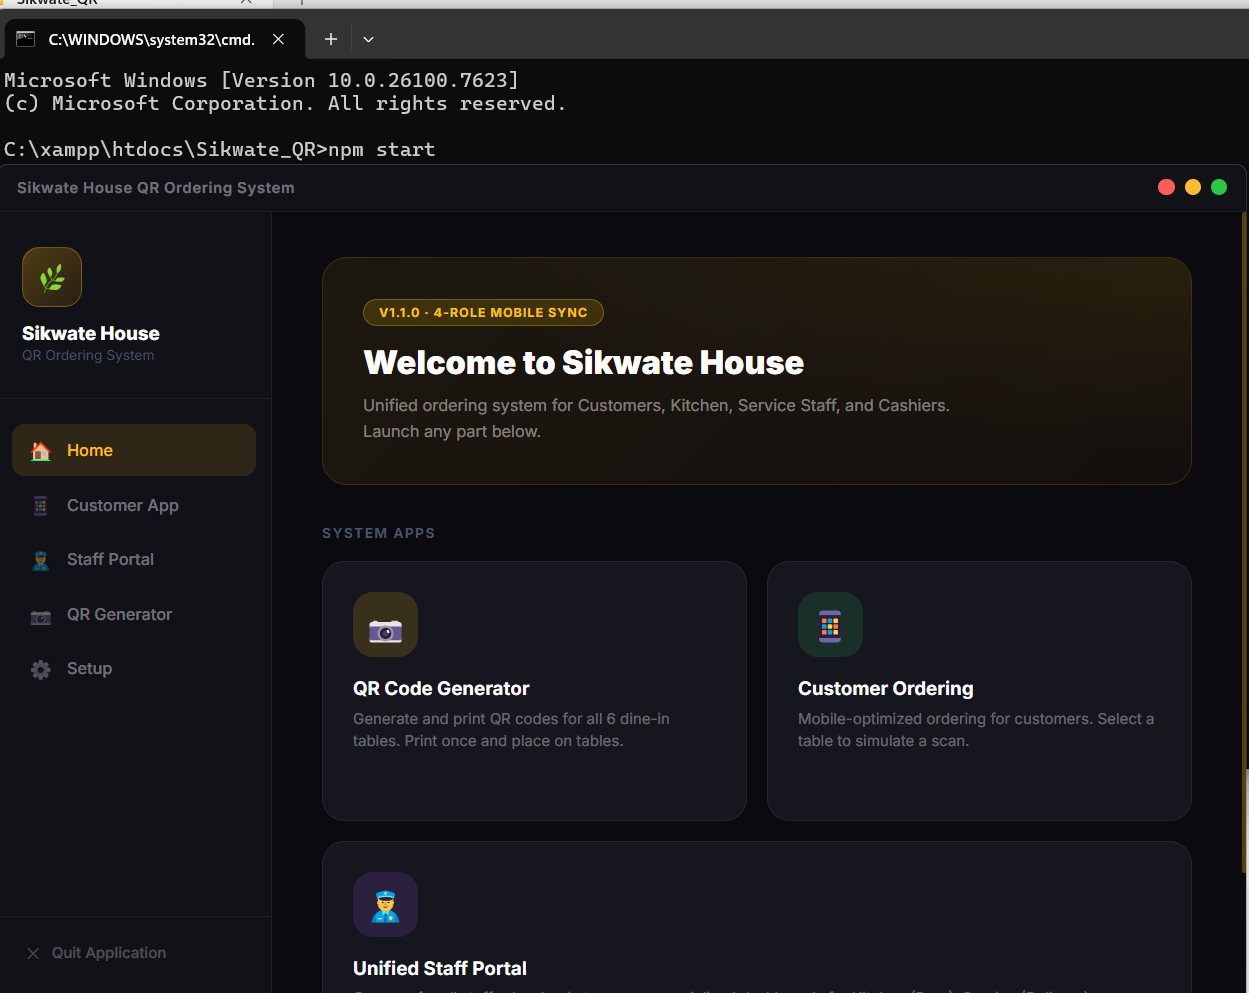 Sikwate_QR
C:\WINDOWS\system32\cmd.
Microsoft Windows [Version 10.0.26100.7623]
(c) Microsoft Corporation. All rights reserved.
C:\xampp\htdocs\Sikwate_QR>npm start
Sikwate House QR Ordering System
Sikwate House
QR Ordering System
Home
Customer App
Staff Portal
QR Generator
Setup
Quit Application
V1.1.0 · 4-ROLE MOBILE SYNC
Welcome to Sikwate House
Unified ordering system for Customers, Kitchen, Service Staff, and Cashiers.
Launch any part below.
SYSTEM APPS
QR Code Generator
Generate and print QR codes for all 6 dine-in
tables. Print once and place on tables.
Customer Ordering
Mobile-optimized ordering for customers. Select a
table to simulate a scan.
Unified Staff Portal